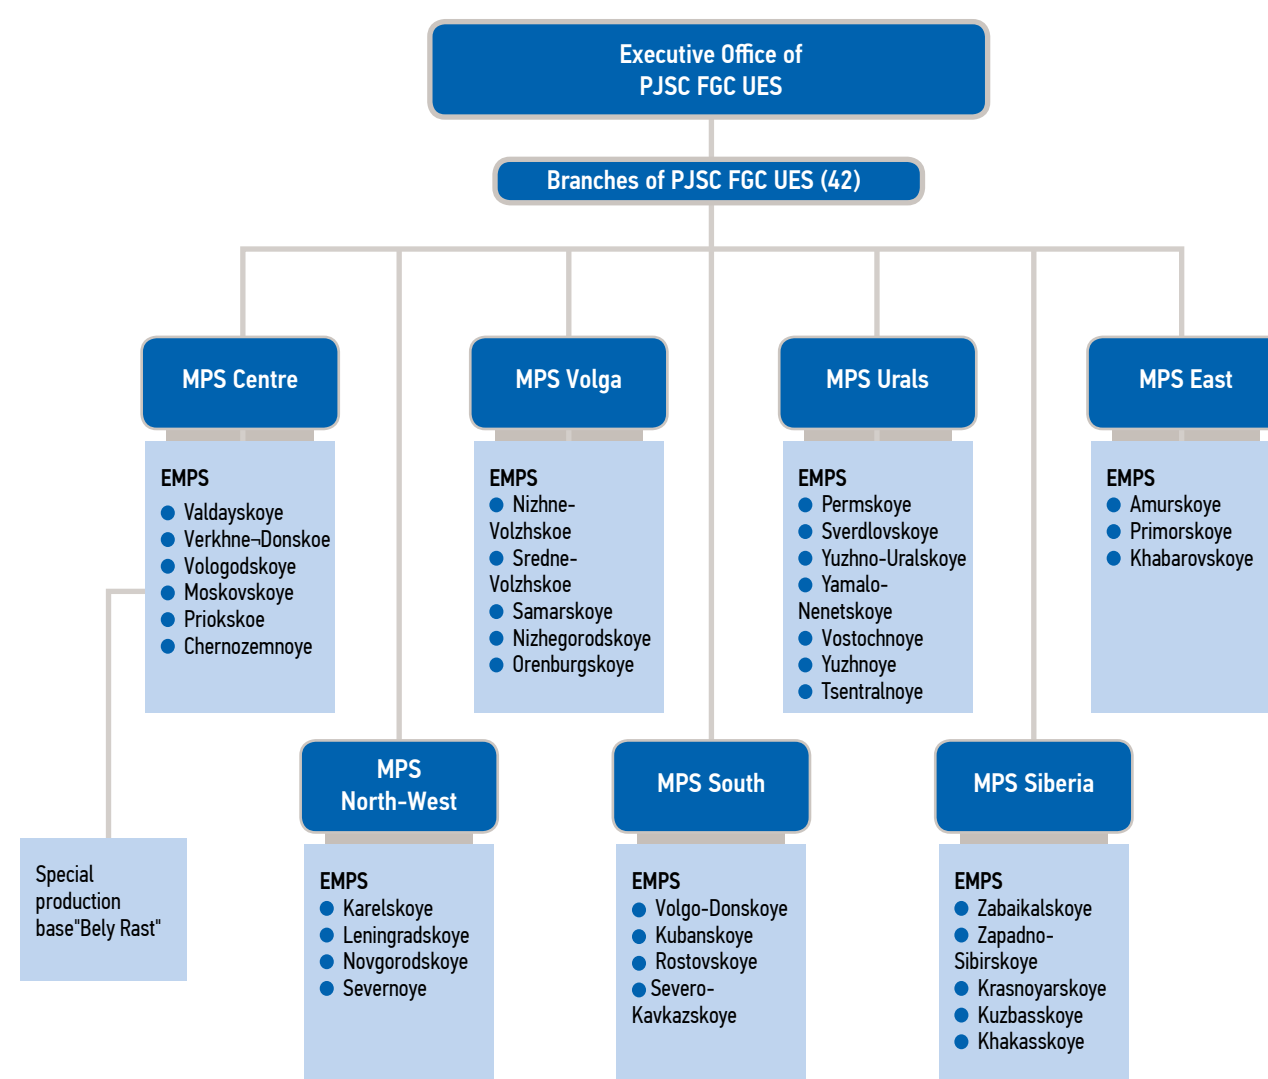 Executive Office of
PJSC FGC UES
Branches of PJSC FGC UES (42)
MPS Centre
EMPS
Valdayskoye
Verkhne¬Donskoe
Vologodskoye
Moskovskoye
Priokskoe
Chernozemnoye
MPS Volga
EMPS
Nizhne-
Volzhskoe
Sredne-
Volzhskoe
Samarskoye
Nizhegorodskoye
Orenburgskoye
MPS Urals
EMPS
Permskoye
Sverdlovskoye
Yuzhno-Uralskoye
Yamalo-
Nenetskoye
Vostochnoye
Yuzhnoye
Tsentralnoye
MPS East
EMPS
Amurskoye
Primorskoye
Khabarovskoye
Special
production
base"Bely Rast"
MPS
North-West
EMPS
Karelskoye
Leningradskoye
Novgorodskoye
Severnoye
MPS South
EMPS
Volgo-Donskoye
Kubanskoye
Rostovskoye
Severo-
Kavkazskoye
MPS Siberia
EMPS
Zabaikalskoye
Zapadno-
Sibirskoye
Krasnoyarskoye
Kuzbasskoye
Khakasskoye